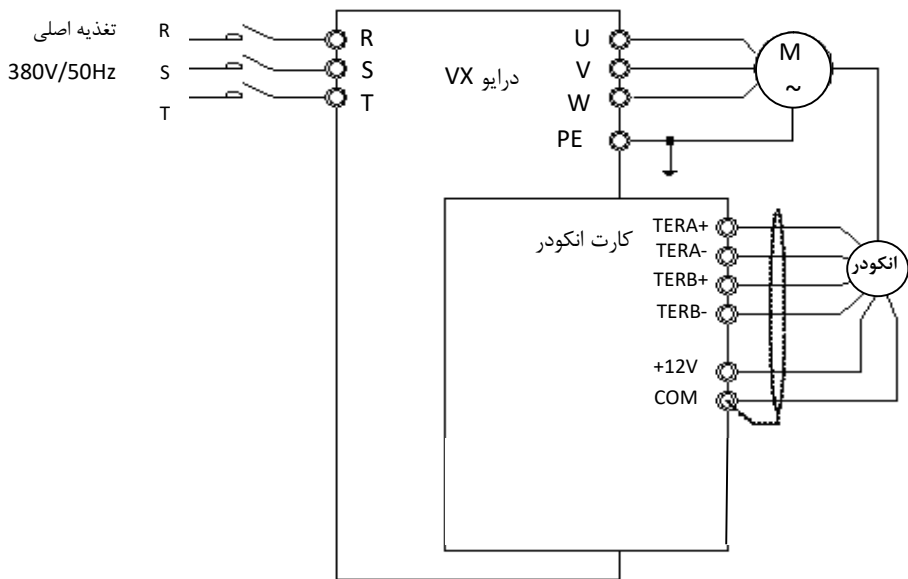 تغذیه اصلی
380V/50Hz
R
S
T
R
S
T
درایو VX
U
V
W
PE
M
~
کارت انکودر
TERA+
TERA-
TERB+
TERB-
+12V
COM
انکودر